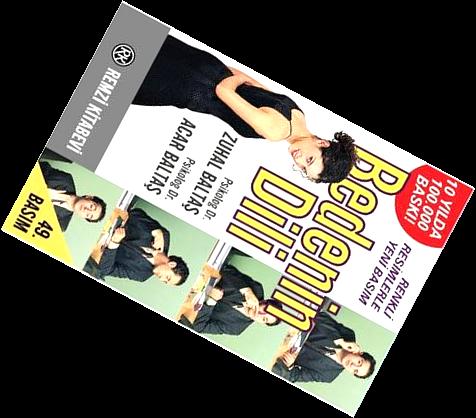 10 YILDA
100.000
BASKI!
RENKLİ
RESİMLERLE
YENİ BASIM
Bedenin
Dili
Psikolog Dr.
ZUHAL BALTAŞ
Psikolog Dr.
ACAR BALTAŞ
49.
BASIM
REMZİ KİTABEVİ